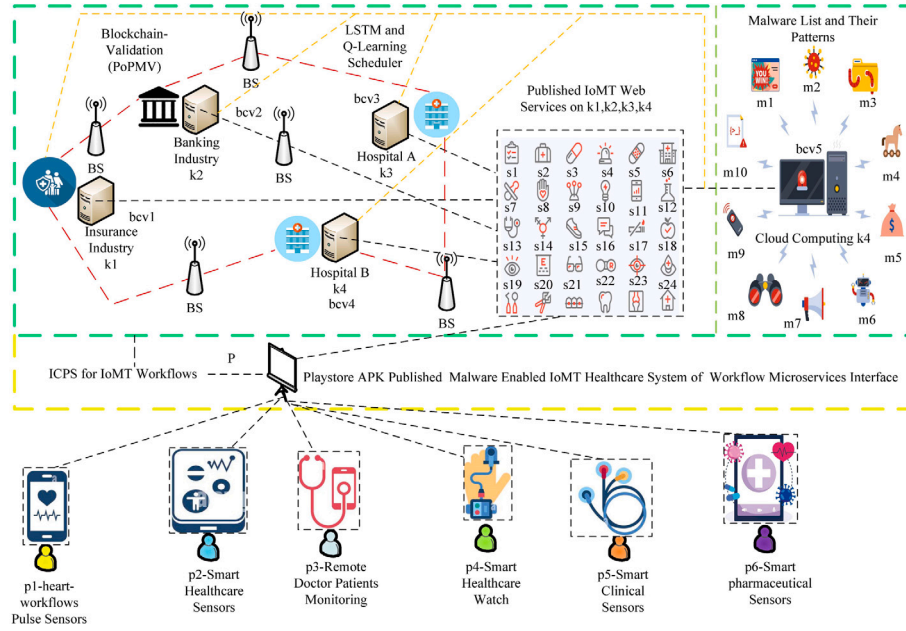 Blockchain-
Validation
(PoPMV)
BS
LSTM and
Q-Learning
Scheduler
Malware List and Their
Patterns
YOU
WIN!
m1
m2
m3
bcv2
bcv3
Published IoMT Web
Services on k1,k2,k3,k4
BS
Banking
Industry
k2
BS
Hospital A
k3
s1 s2 s3 s4 s5 s6
s7 s8 s9 s10 s11 s12
s13 s14 s15 s16 s17 s18
s19 s20 s21 s22 s23 s24
bcv5
m10
m4
bcv1
Insurance
Industry
k1
Cloud Computing k4
m9
m5
BS
Hospital B
k4
bcv4
BS
m8
m7
m6
ICPS for IoMT Workflows
P
Playstore APK Published Malware Enabled IoMT Healthcare System of Workflow Microservices Interface
p1-heart-
workflows
Pulse Sensors
p2-Smart
Healthcare
Sensors
p3-Remote
Doctor Patients
Monitoring
p4-Smart
Healthcare
Watch
p5-Smart
Clinical
Sensors
p6-Smart
pharmaceutical
Sensors